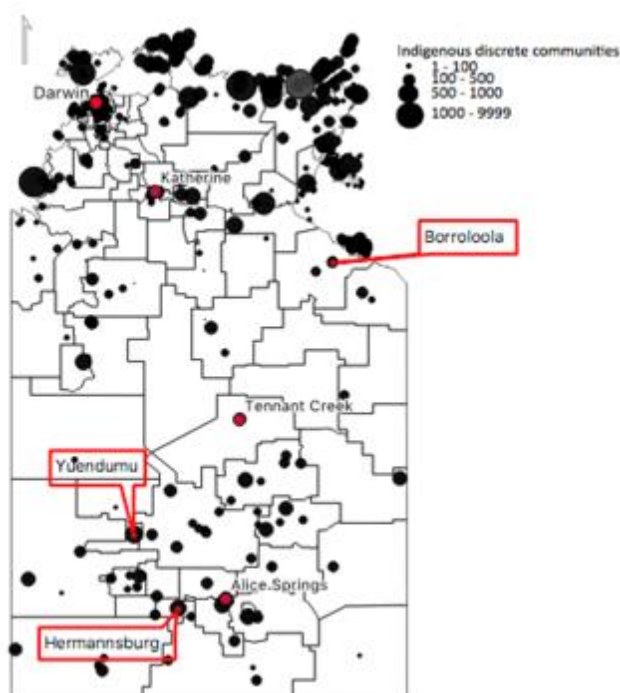 Indigenous discrete communities
1 - 100
100 - 500
500 - 1000
1000 - 9999
Darwin
Katherine
Borroloola
Tennant Creek
Yuendumu
Alice Springs
Hermannsburg